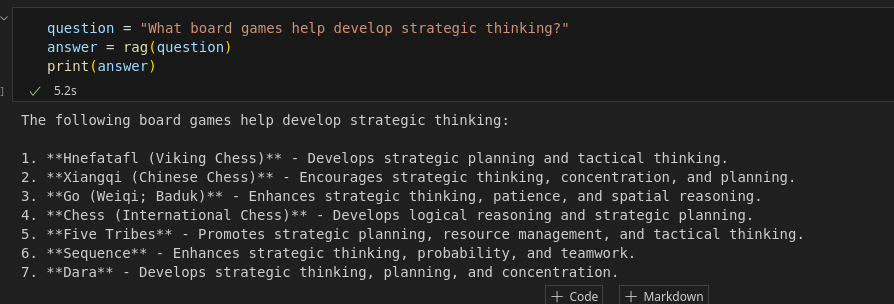 question = "What board games help develop strategic thinking?"
answer = rag(question)
print(answer)
] ✓ 5.2s
The following board games help develop strategic thinking:
1. **Hnefatafl (Viking Chess)** - Develops strategic planning and tactical thinking.
2. **Xiangqi (Chinese Chess)** - Encourages strategic thinking, concentration, and planning.
3. **Go (Weiqi; Baduk)** - Enhances strategic thinking, patience, and spatial reasoning.
4. **Chess (International Chess)** - Develops logical reasoning and strategic planning.
5. **Five Tribes** - Promotes strategic planning, resource management, and tactical thinking.
6. **Sequence** - Enhances strategic thinking, probability, and teamwork.
7. **Dara** - Develops strategic thinking, planning, and concentration.
+ Code + Markdown